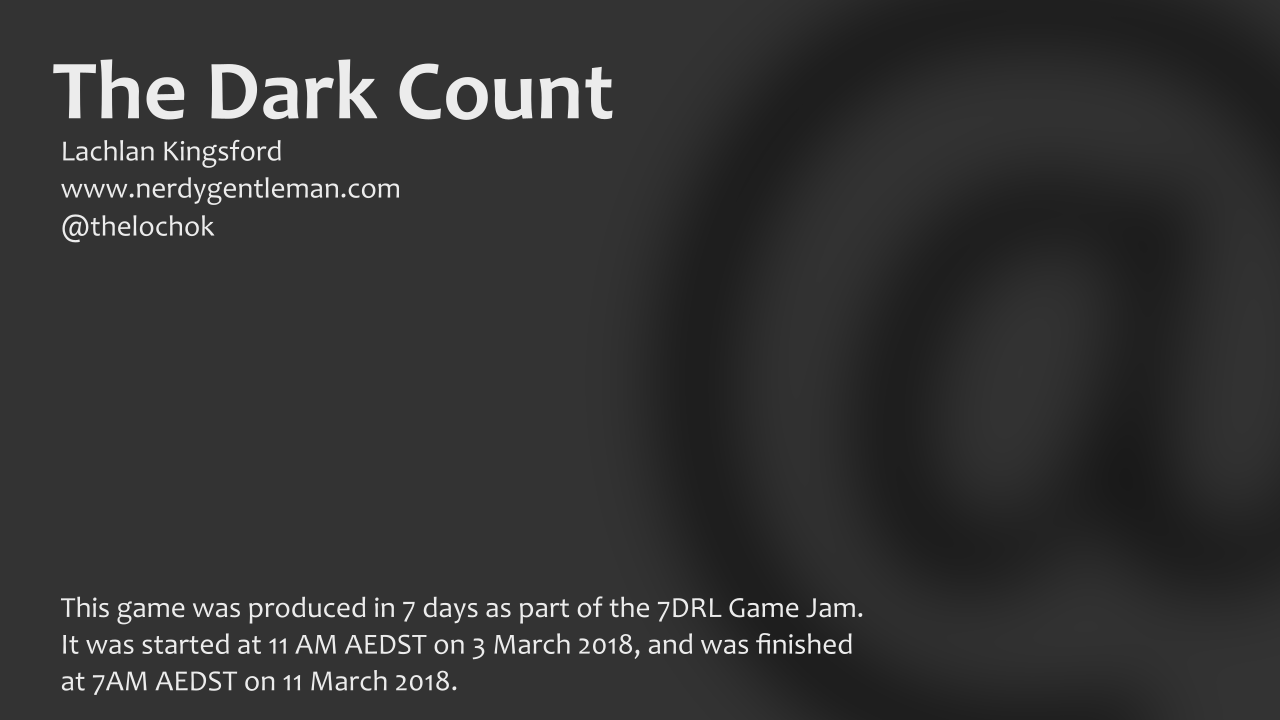 The Dark Count
Lachlan Kingsford
www.nerdygentleman.com
@thelochok
This game was produced in 7 days as part of the 7DRL Game Jam.
It was started at 11 AM AEDST on 3 March 2018, and was finished
at 7AM AEDST on 11 March 2018.